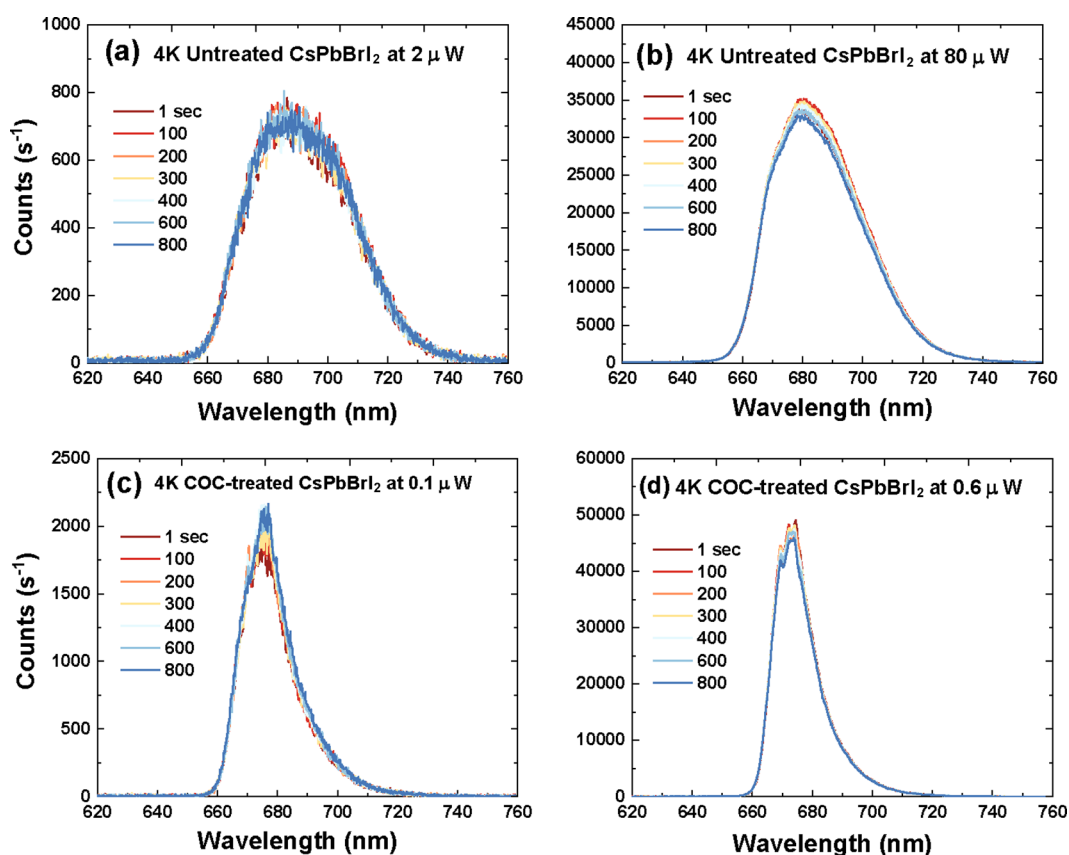 (a) 4K Untreated CsPbBrI₂ at 2 μ W
1000
800
600
400
200
0
Counts (s⁻¹)
1 sec
100
200
300
400
600
800
620 640 660 680 700 720 740 760
Wavelength (nm)
(b) 4K Untreated CsPbBrI₂ at 80 μ W
45000
40000
35000
30000
25000
20000
15000
10000
5000
0
1 sec
100
200
300
400
600
800
620 640 660 680 700 720 740 760
Wavelength (nm)
(c) 4K COC-treated CsPbBrI₂ at 0.1 μ W
2500
2000
1500
1000
500
0
Counts (s⁻¹)
1 sec
100
200
300
400
600
800
620 640 660 680 700 720 740 760
Wavelength (nm)
(d) 4K COC-treated CsPbBrI₂ at 0.6 μ W
60000
50000
40000
30000
20000
10000
0
1 sec
100
200
300
400
600
800
620 640 660 680 700 720 740 760
Wavelength (nm)